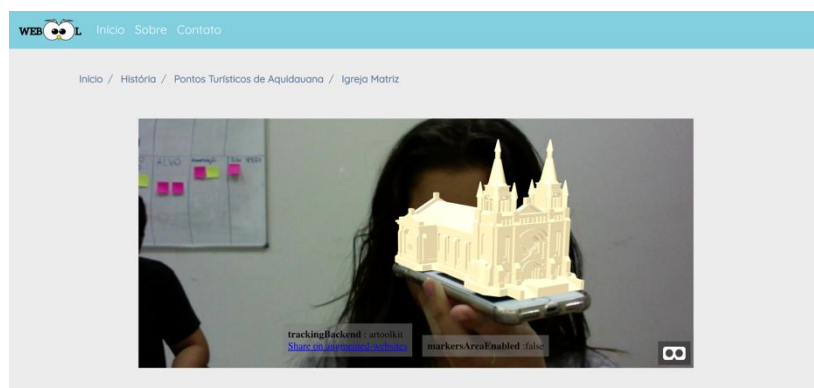 WEB L Início Sobre Contato
Início / História / Pontos Turísticos de Aquidauana / Igreja Matriz
ALVO
trackingBackend : artoolkit
Share on augmented-websites
markersAreaEnabled :false